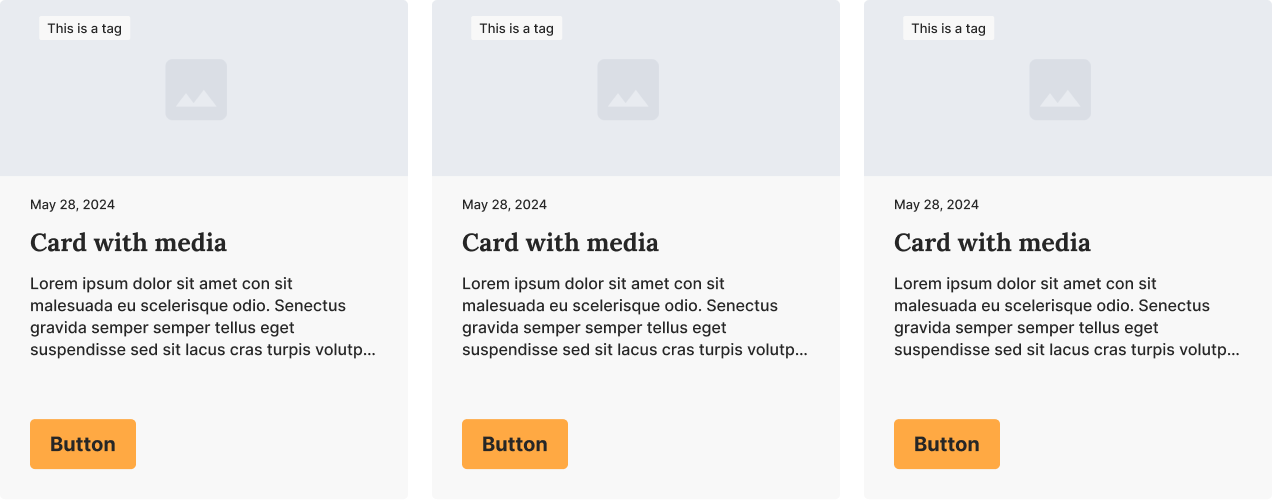 This is a tag
May 28, 2024
Card with media
Lorem ipsum dolor sit amet con sit
malesuada eu scelerisque odio. Senectus
gravida semper semper tellus eget
suspendisse sed sit lacus cras turpis volutp...
Button
This is a tag
May 28, 2024
Card with media
Lorem ipsum dolor sit amet con sit
malesuada eu scelerisque odio. Senectus
gravida semper semper tellus eget
suspendisse sed sit lacus cras turpis volutp...
Button
This is a tag
May 28, 2024
Card with media
Lorem ipsum dolor sit amet con sit
malesuada eu scelerisque odio. Senectus
gravida semper semper tellus eget
suspendisse sed sit lacus cras turpis volutp...
Button